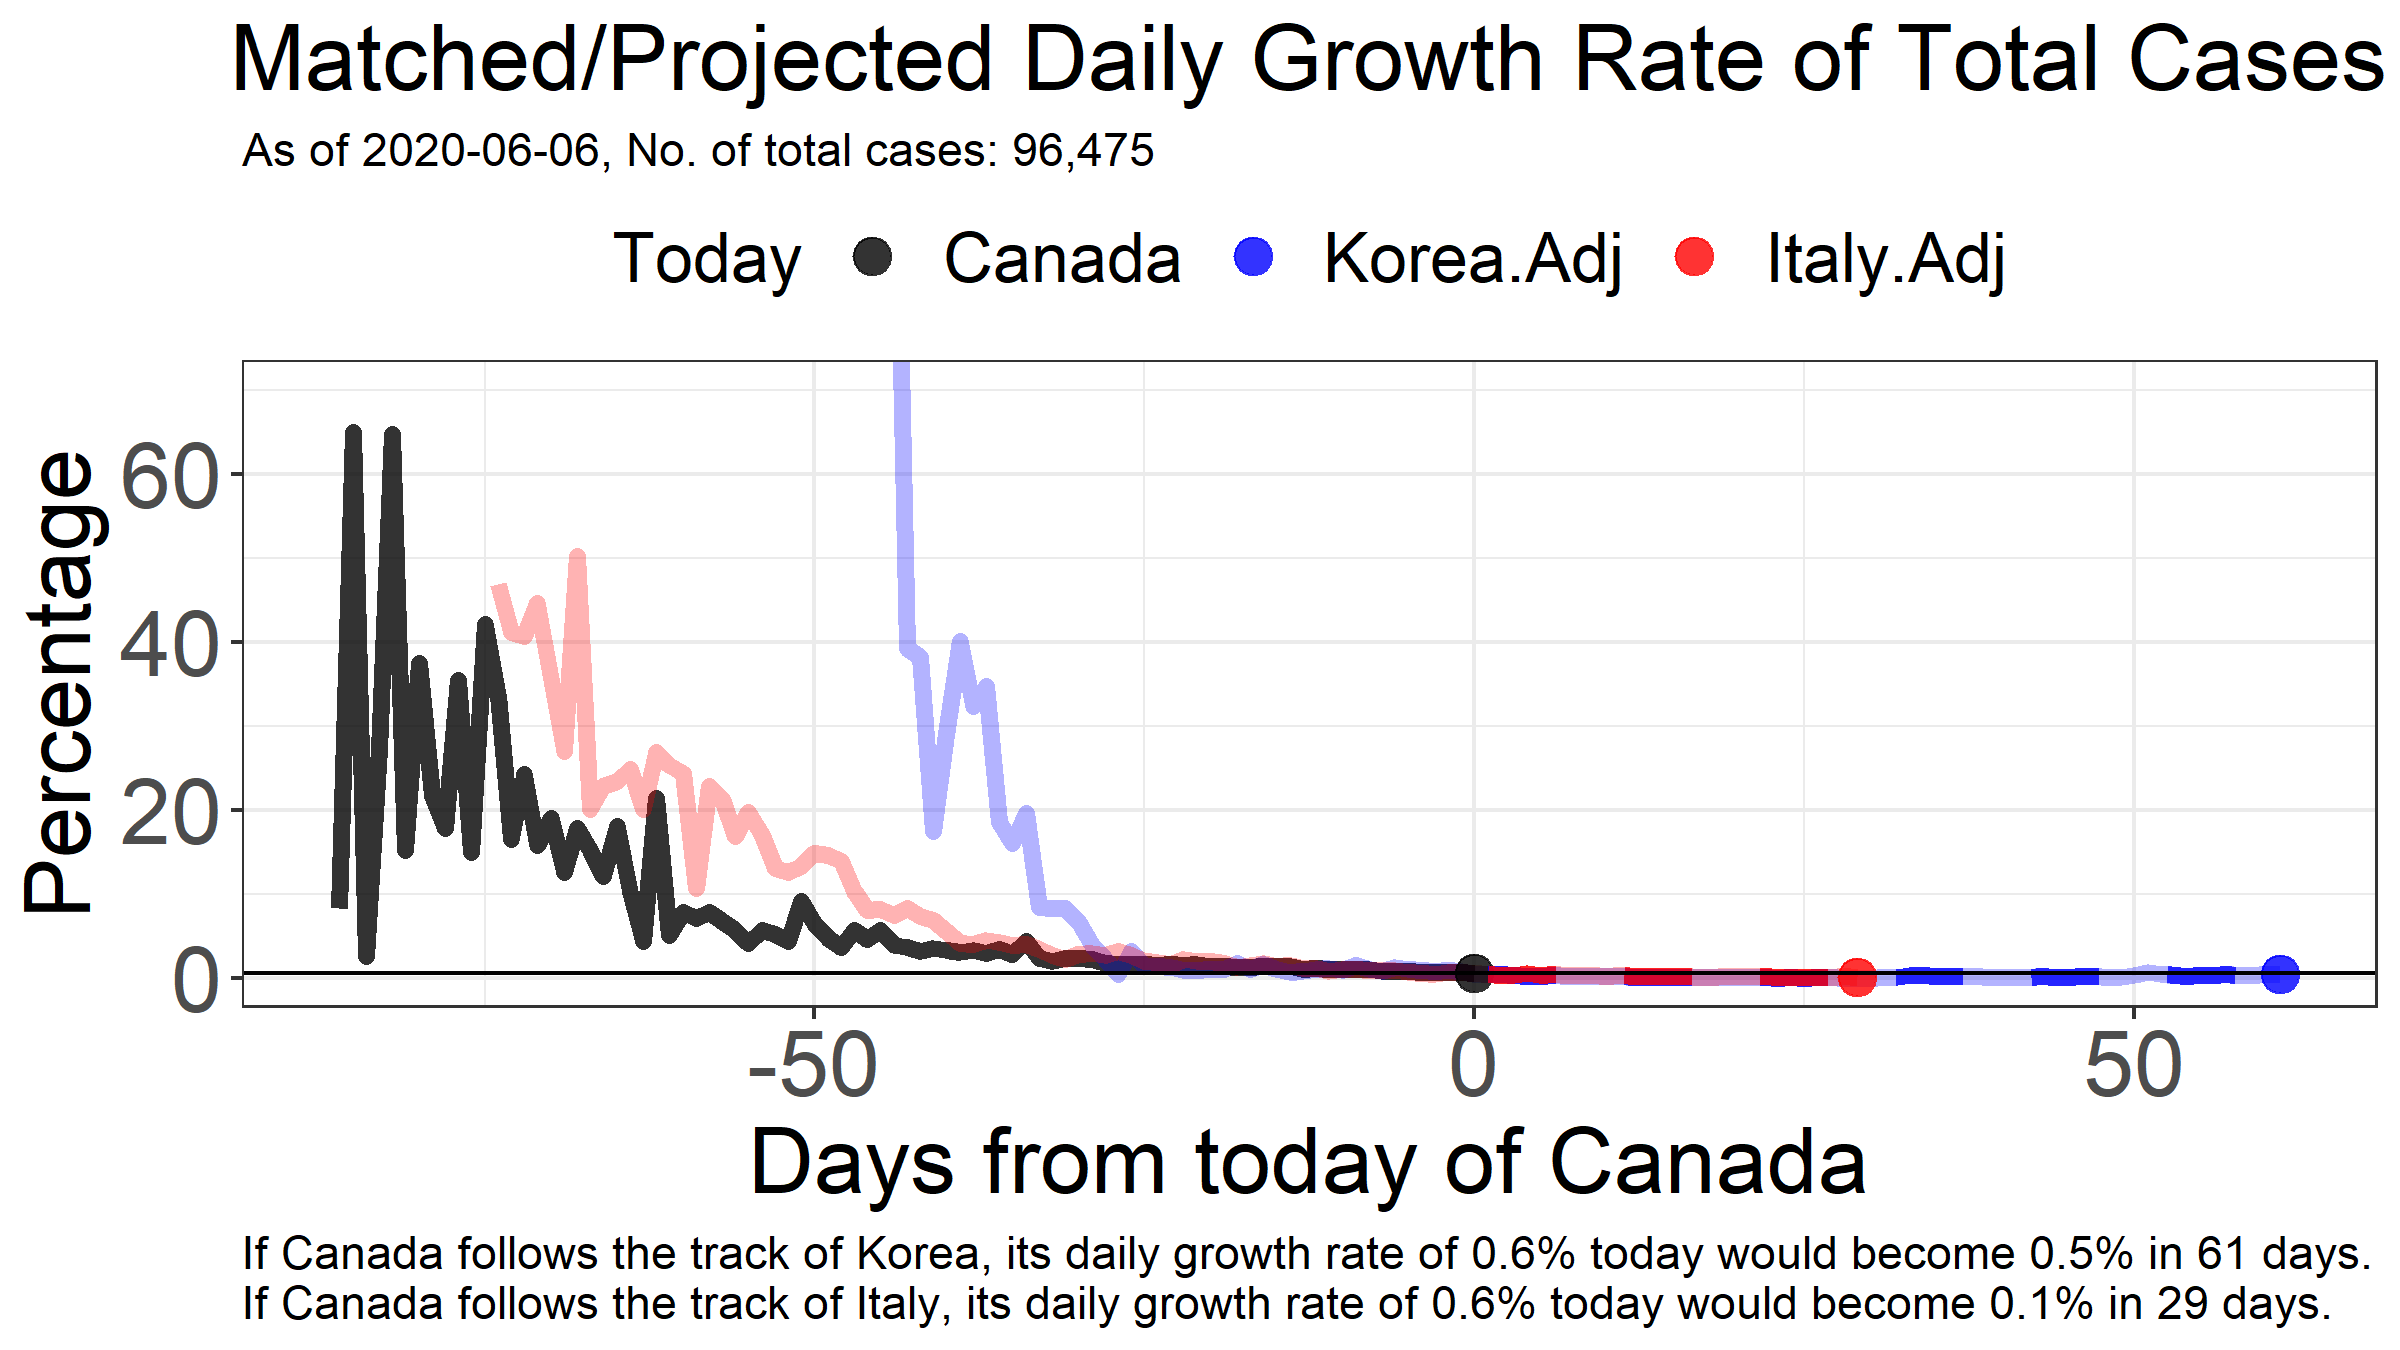 Matched/Projected Daily Growth Rate of Total Cases
As of 2020-06-06, No. of total cases: 96,475
Today Canada Korea.Adj Italy.Adj
Percentage
60
40
20
0
-50 0 50
Days from today of Canada
If Canada follows the track of Korea, its daily growth rate of 0.6% today would become 0.5% in 61 days.
If Canada follows the track of Italy, its daily growth rate of 0.6% today would become 0.1% in 29 days.